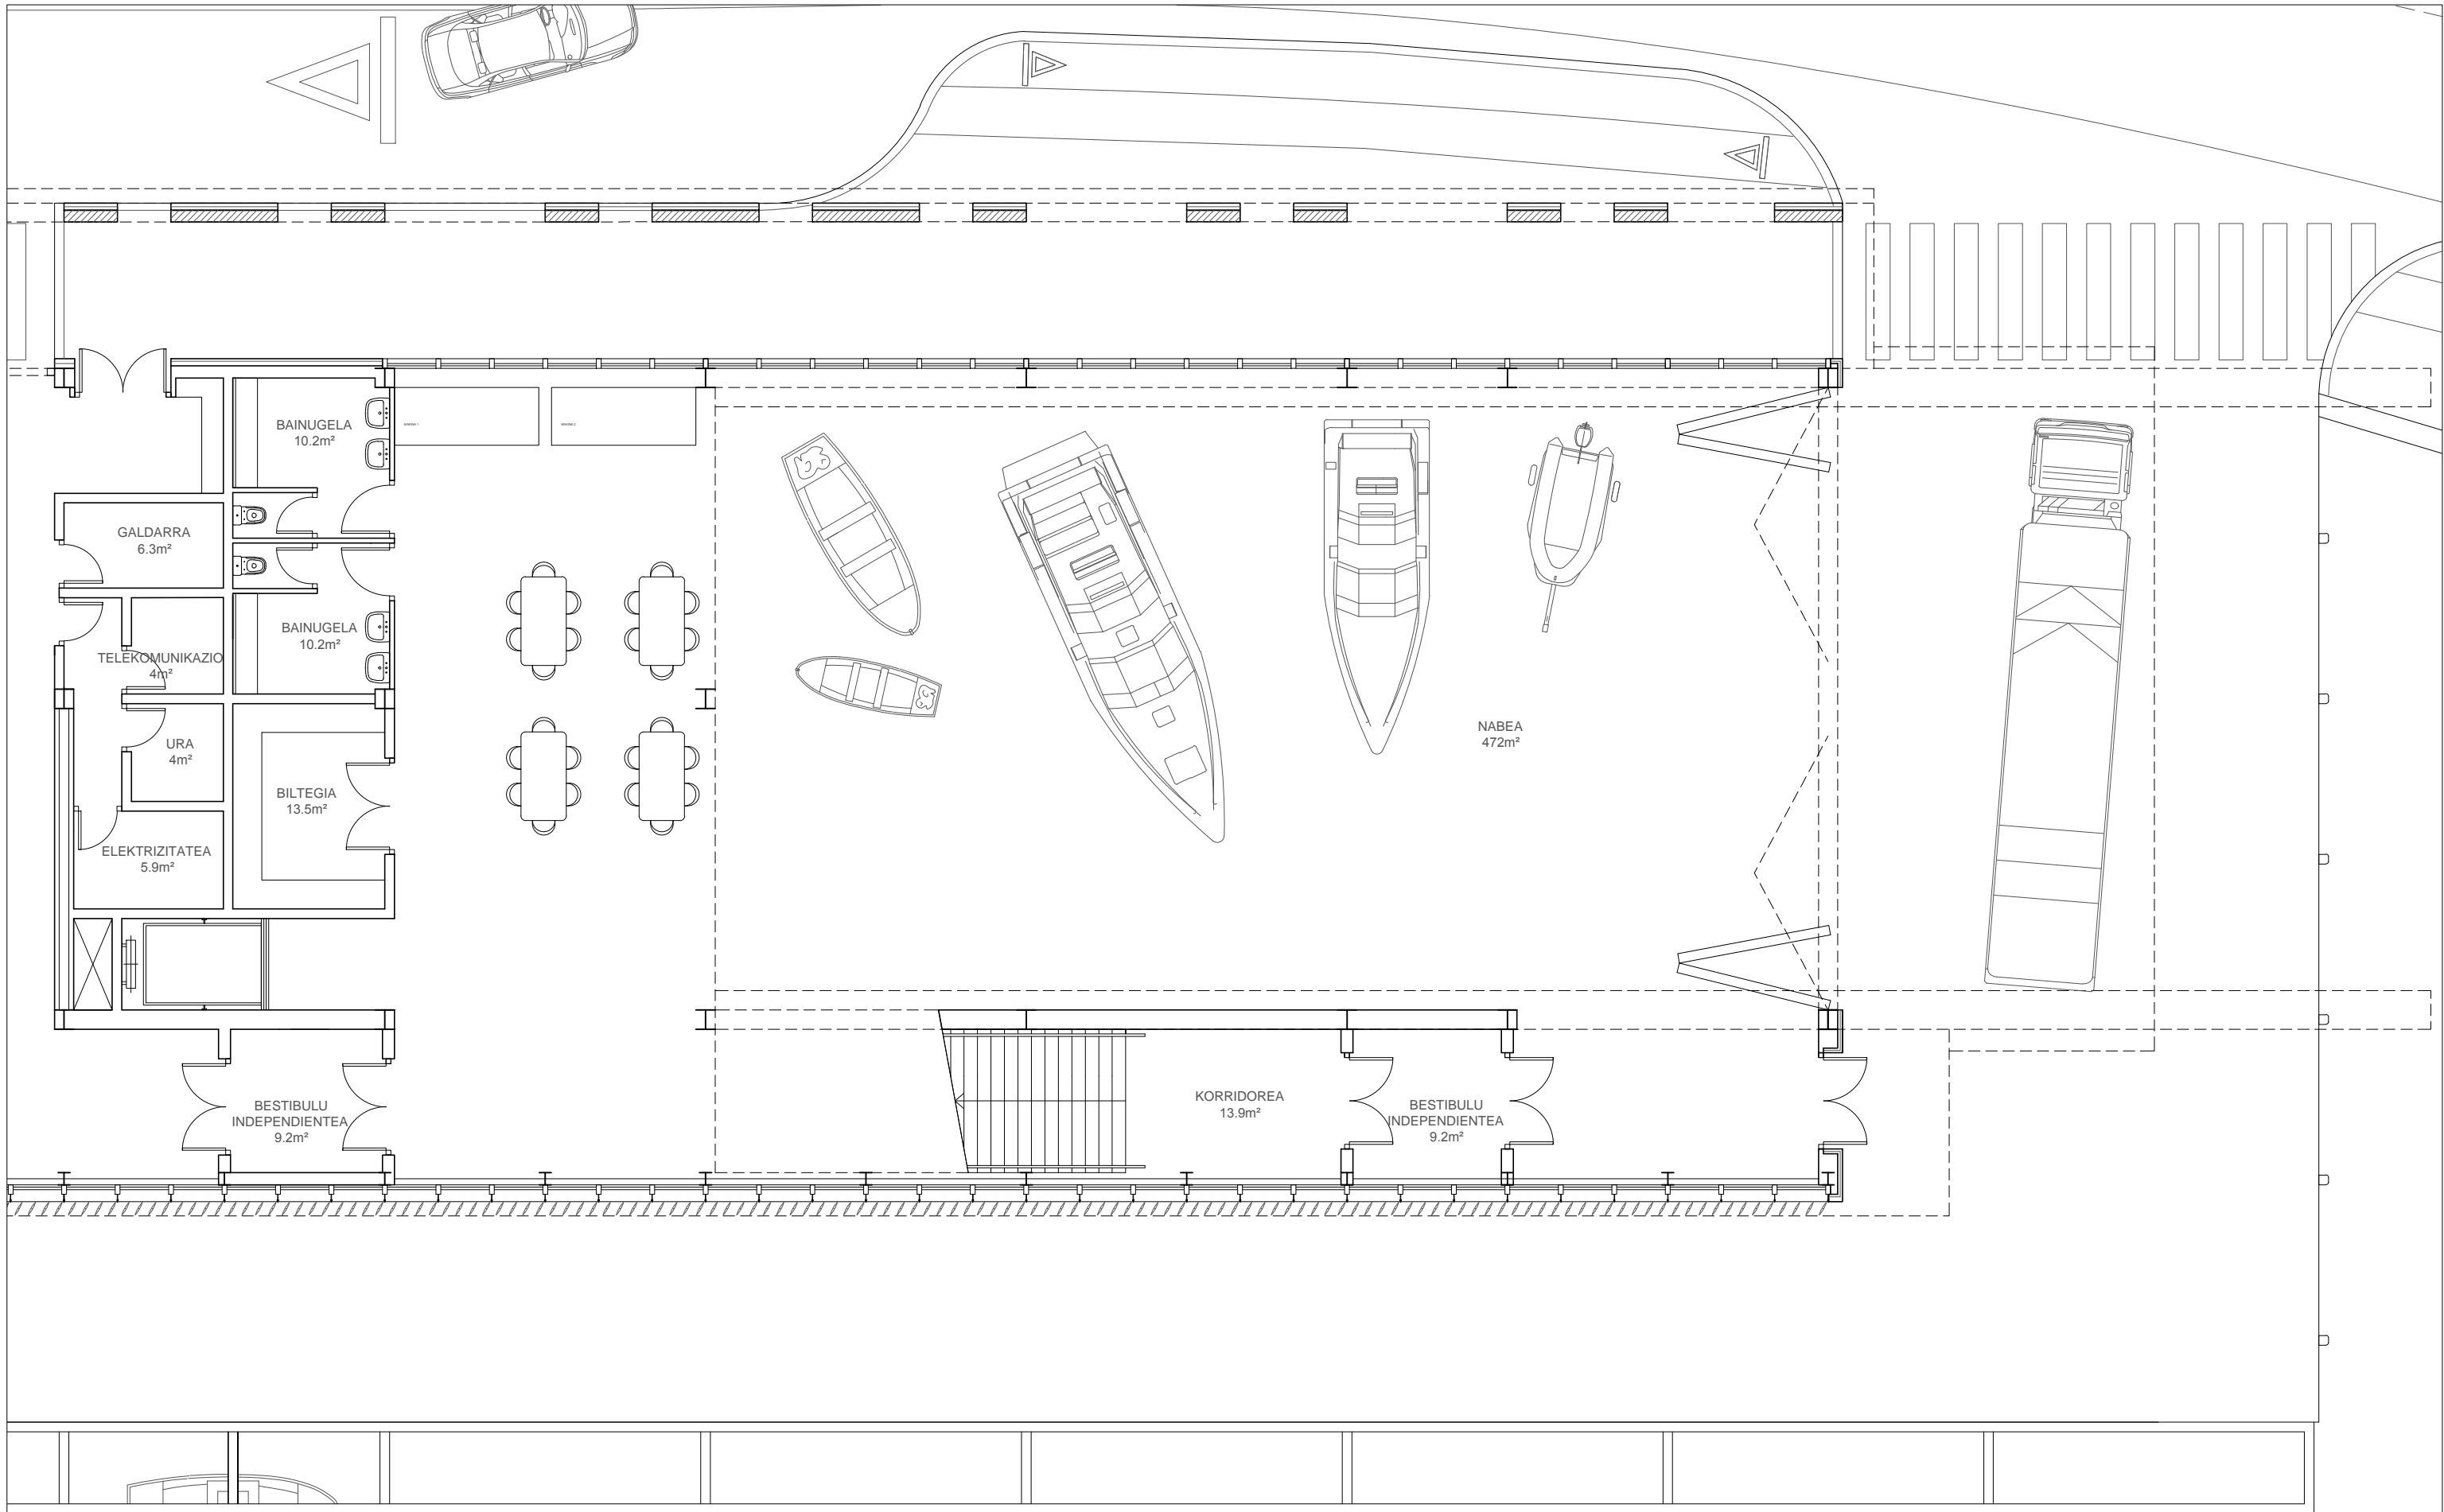 BAINUGELA
10.2m²
GALDARRA
6.3m²
BAINUGELA
10.2m²
TELEKOMUNIKAZIO
4m²
URA
4m²
BILTEGIA
13.5m²
ELEKTRIZITATEA
5.9m²
NABEA
472m²
BESTIBULU
INDEPENDIENTEA
9.2m²
KORRIDOREA
13.9m²
BESTIBULU
INDEPENDIENTEA
9.2m²